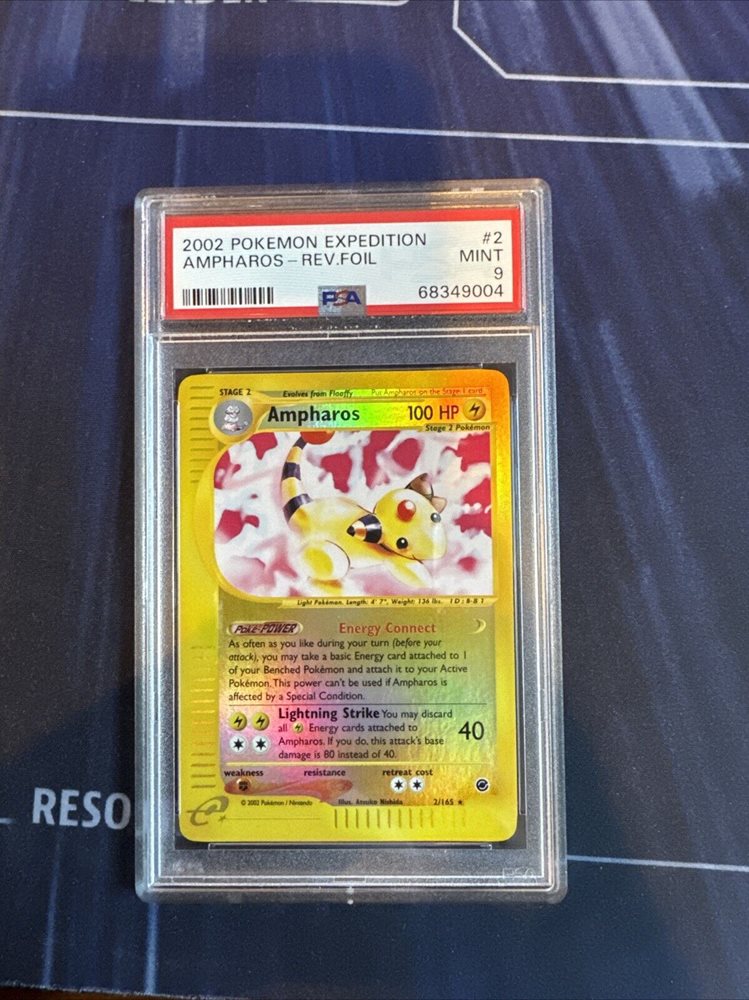 2002 POKEMON EXPEDITION #2
AMPHAROS – REV.FOIL MINT
9
PSA 68349004
STAGE 2 Evolves from Flaaffy Put Ampharos on the Stage 1 card.
Ampharos 100 HP
Stage 2 Pokémon
Light Pokémon. Length: 4' 7", Weight: 136 lbs.
Poké-POWER Energy Connect
As often as you like during your turn (before your
attack), you may take a basic Energy card attached to 1
of your Benched Pokémon and attach it to your Active
Pokémon. This power can't be used if Ampharos is
affected by a Special Condition.
Lightning Strike You may discard
all Energy cards attached to
Ampharos. If you do, this attack's base
damage is 80 instead of 40.
40
weakness resistance retreat cost
© 2002 Pokémon / Nintendo Illus. Atsuko Nishida 2/165
e
RESO